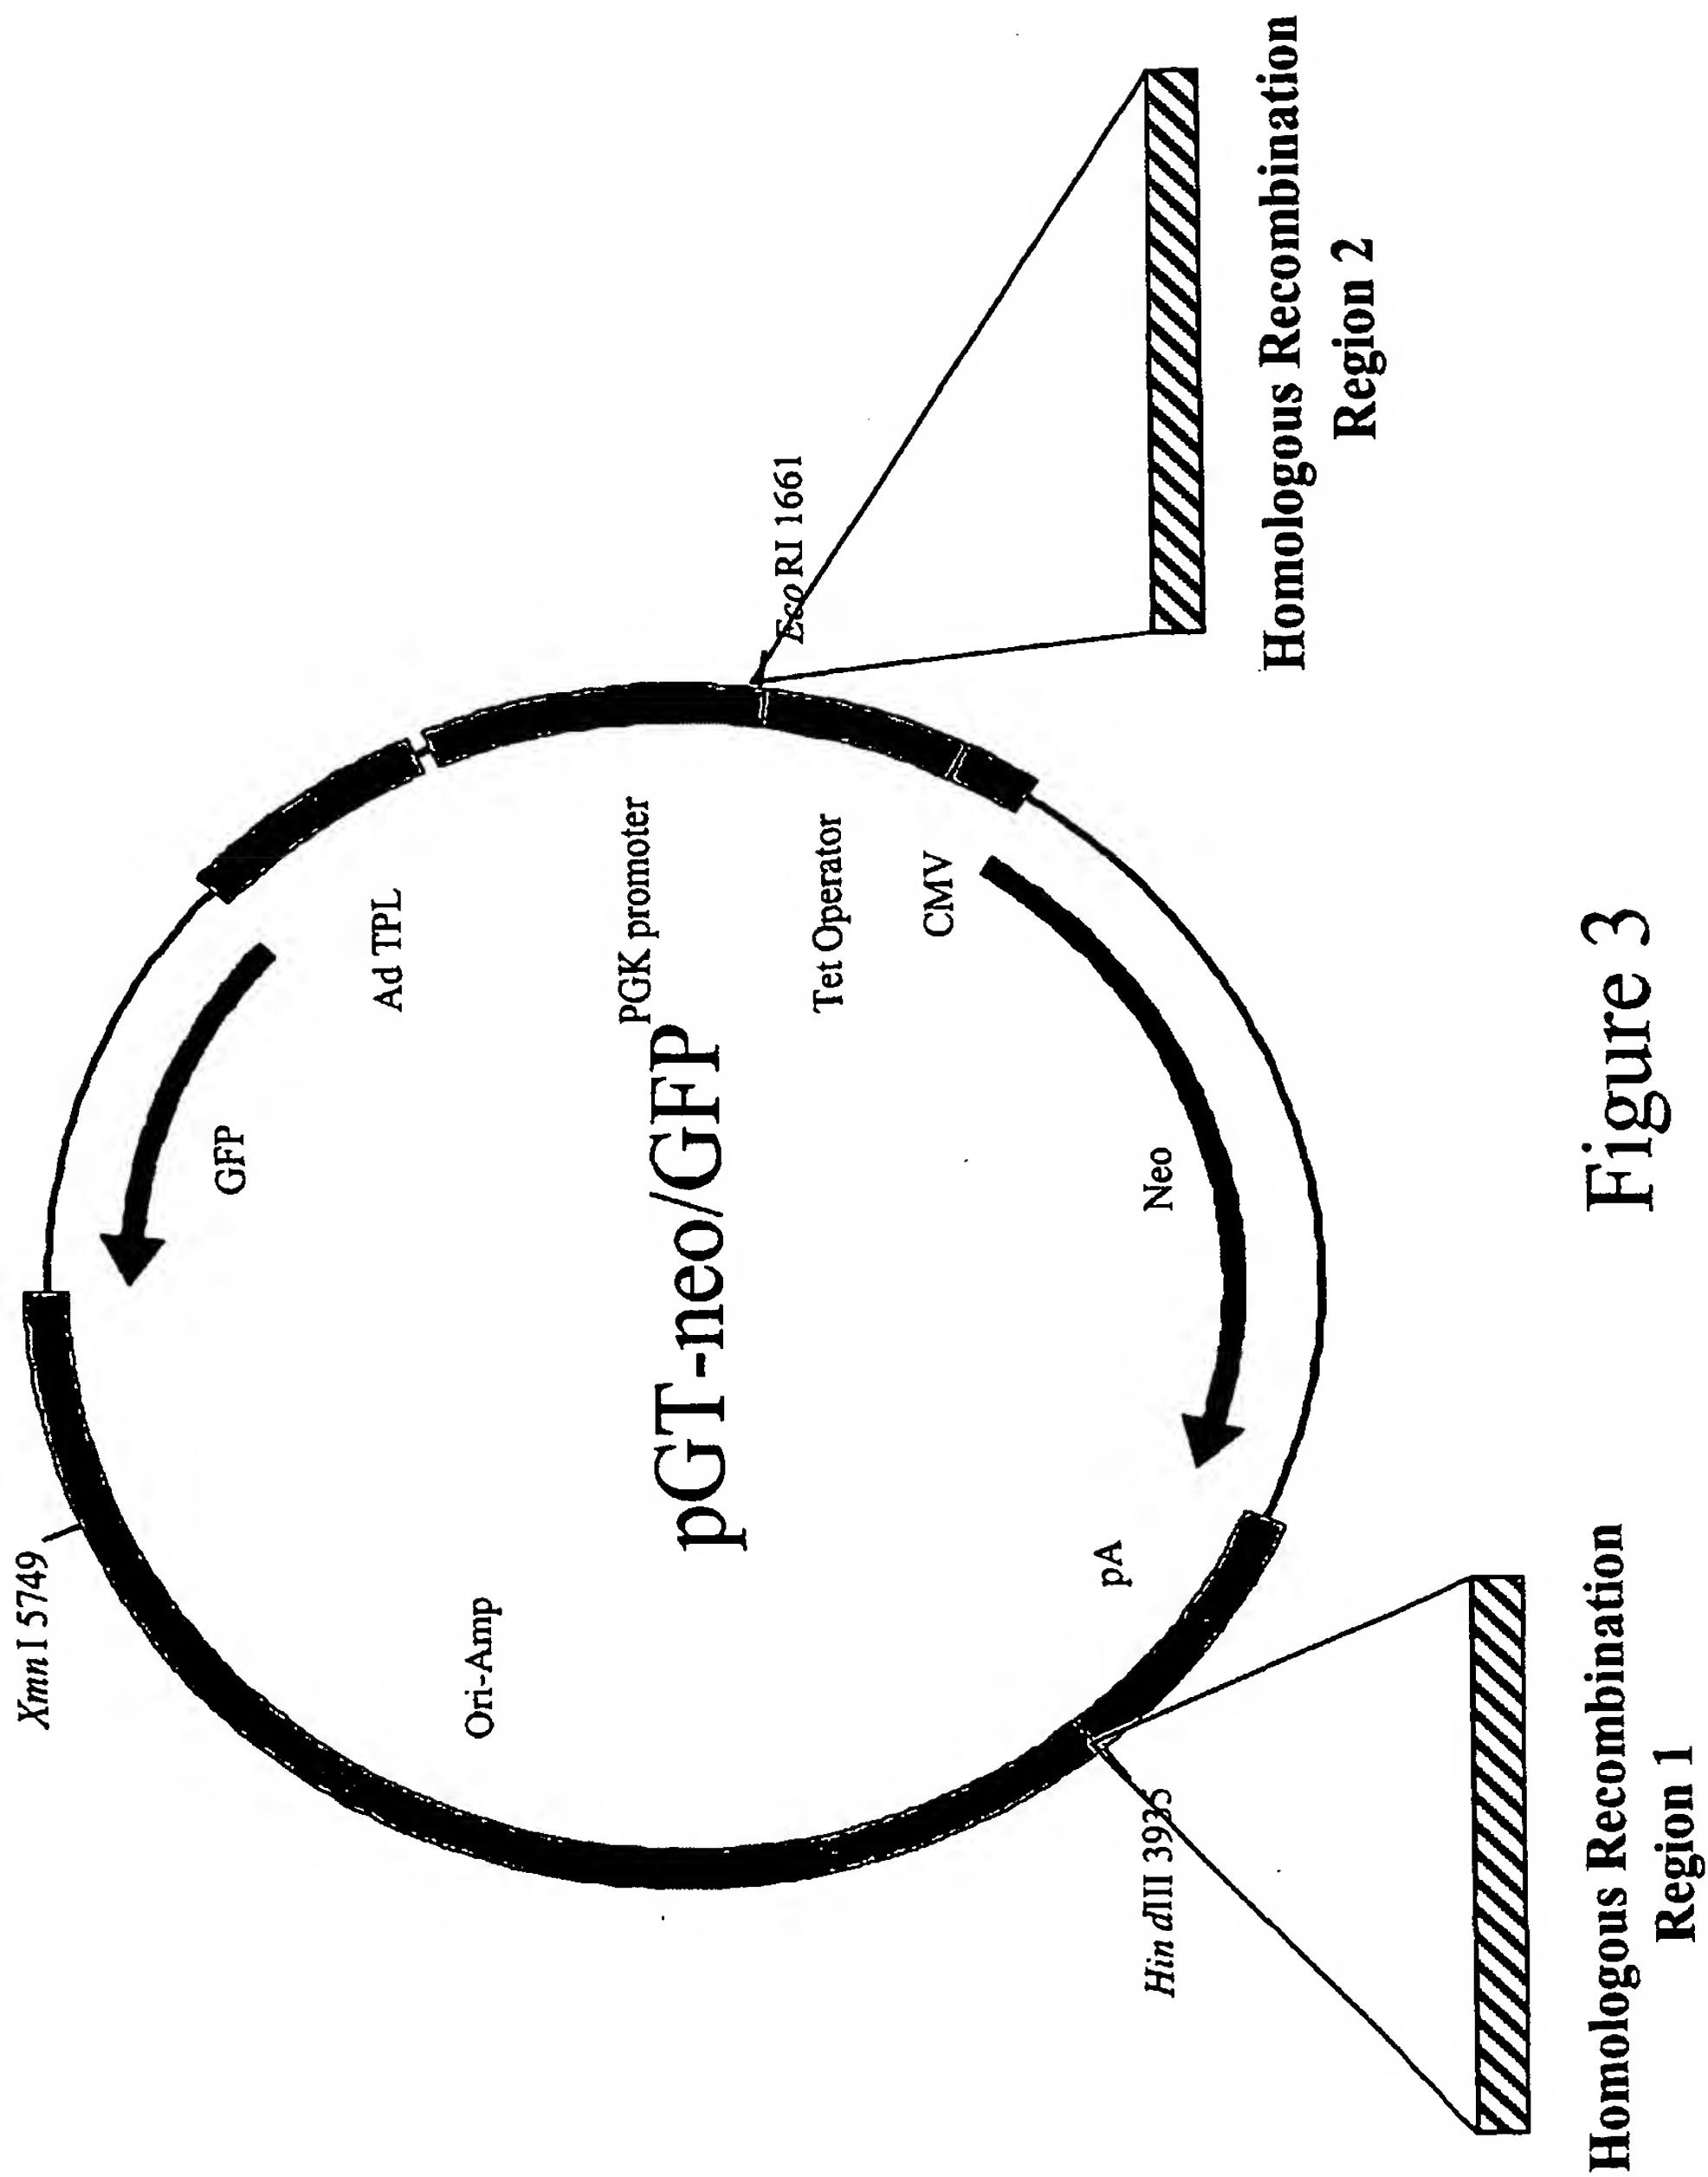 Xmn I 5749
GFP
Ad TPL
Ori-Amp
PGK promoter
pGT-neo/GFP
EcoRI 1661
Tet Operator
CMV
pA
Neo
Hin dIII 3935
Homologous Recombination
Region 2
Homologous Recombination
Region 1
Figure 3